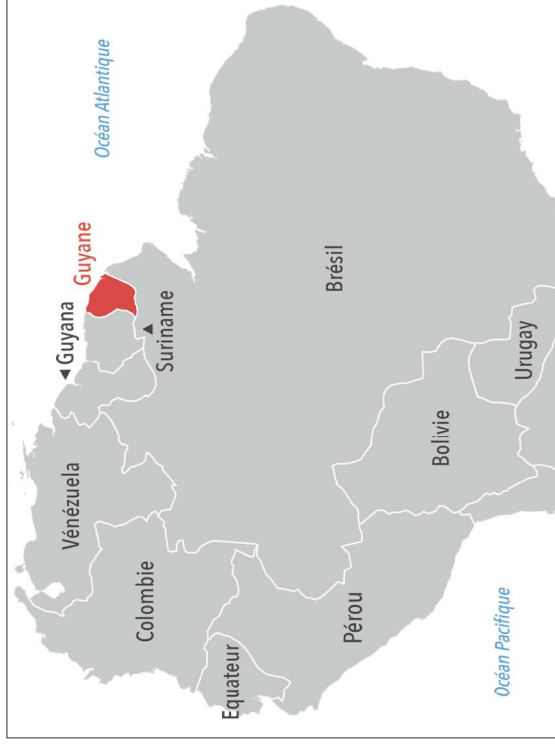 Océan Atlantique
Guyana
Guyane
Suriname
Vénézuela
Colombie
Equateur
Brésil
Pérou
Bolivie
Urugay
Océan Pacifique